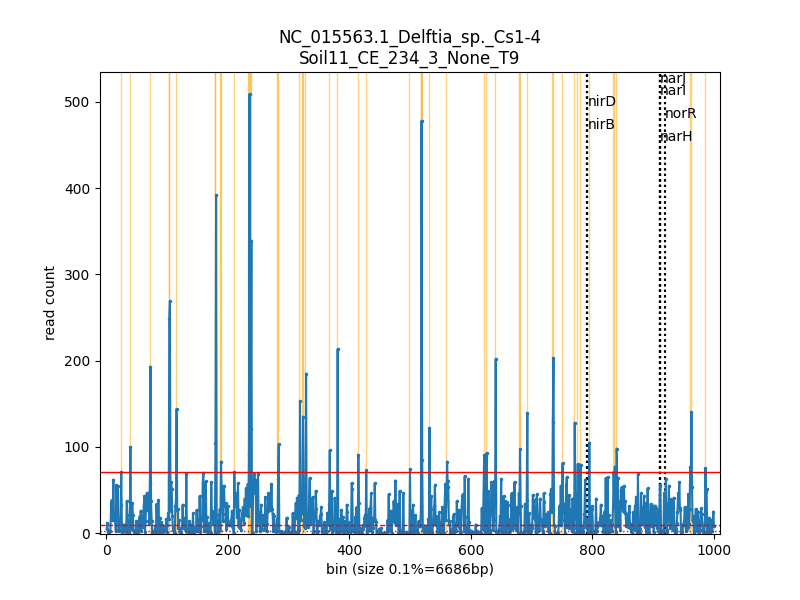 NC_015563.1_Delftia_sp._Cs1-4
Soil11_CE_234_3_None_T9
read count
500
400
300
200
100
0
nirD
nirB
narJ
narI
norR
narH
0
200
400
600
800
1000
bin (size 0.1%=6686bp)